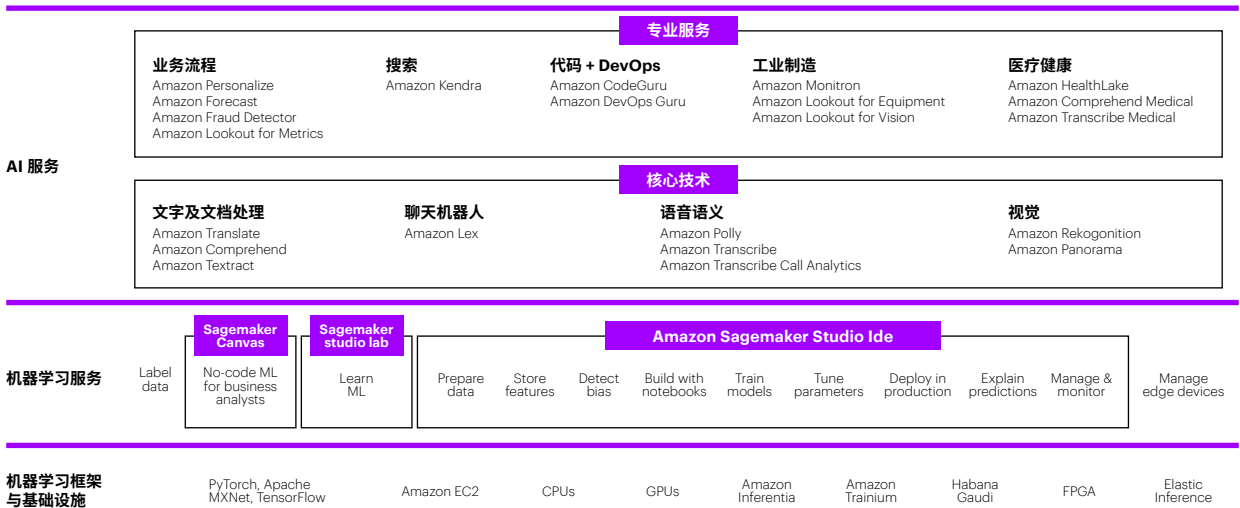 专业服务
业务流程
Amazon Personalize
Amazon Forecast
Amazon Fraud Detector
Amazon Lookout for Metrics
搜索
Amazon Kendra
代码 + DevOps
Amazon CodeGuru
Amazon DevOps Guru
工业制造
Amazon Monitron
Amazon Lookout for Equipment
Amazon Lookout for Vision
医疗健康
Amazon HealthLake
Amazon Comprehend Medical
Amazon Transcribe Medical
AI 服务
核心技术
文字及文档处理
Amazon Translate
Amazon Comprehend
Amazon Textract
聊天机器人
Amazon Lex
语音语义
Amazon Polly
Amazon Transcribe
Amazon Transcribe Call Analytics
视觉
Amazon Rekogonition
Amazon Panorama
机器学习服务
Label
data
Sagemaker
Canvas
No-code ML
for business
analysts
Sagemaker
studio lab
Learn
ML
Amazon Sagemaker Studio Ide
Prepare
data
Store
features
Detect
bias
Build with
notebooks
Train
models
Tune
parameters
Deploy in
production
Explain
predictions
Manage &
monitor
Manage
edge devices
机器学习框架
与基础设施
PyTorch, Apache
MXNet, TensorFlow
Amazon EC2
CPUs
GPUs
Amazon
Inferentia
Amazon
Trainium
Habana
Gaudi
FPGA
Elastic
Inference